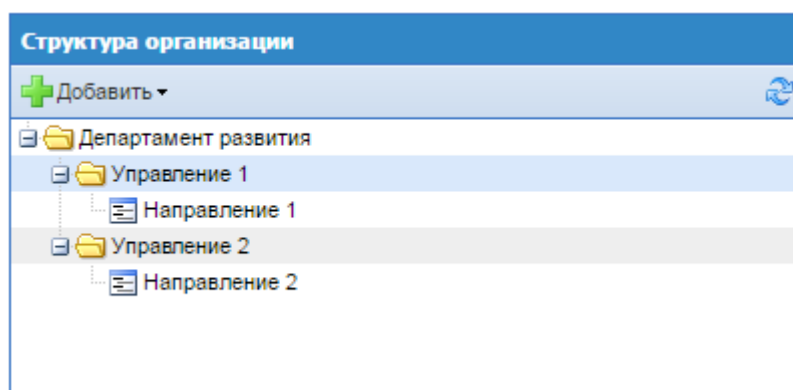 Структура организации
Добавить
Департамент развития
Управление 1
Направление 1
Управление 2
Направление 2